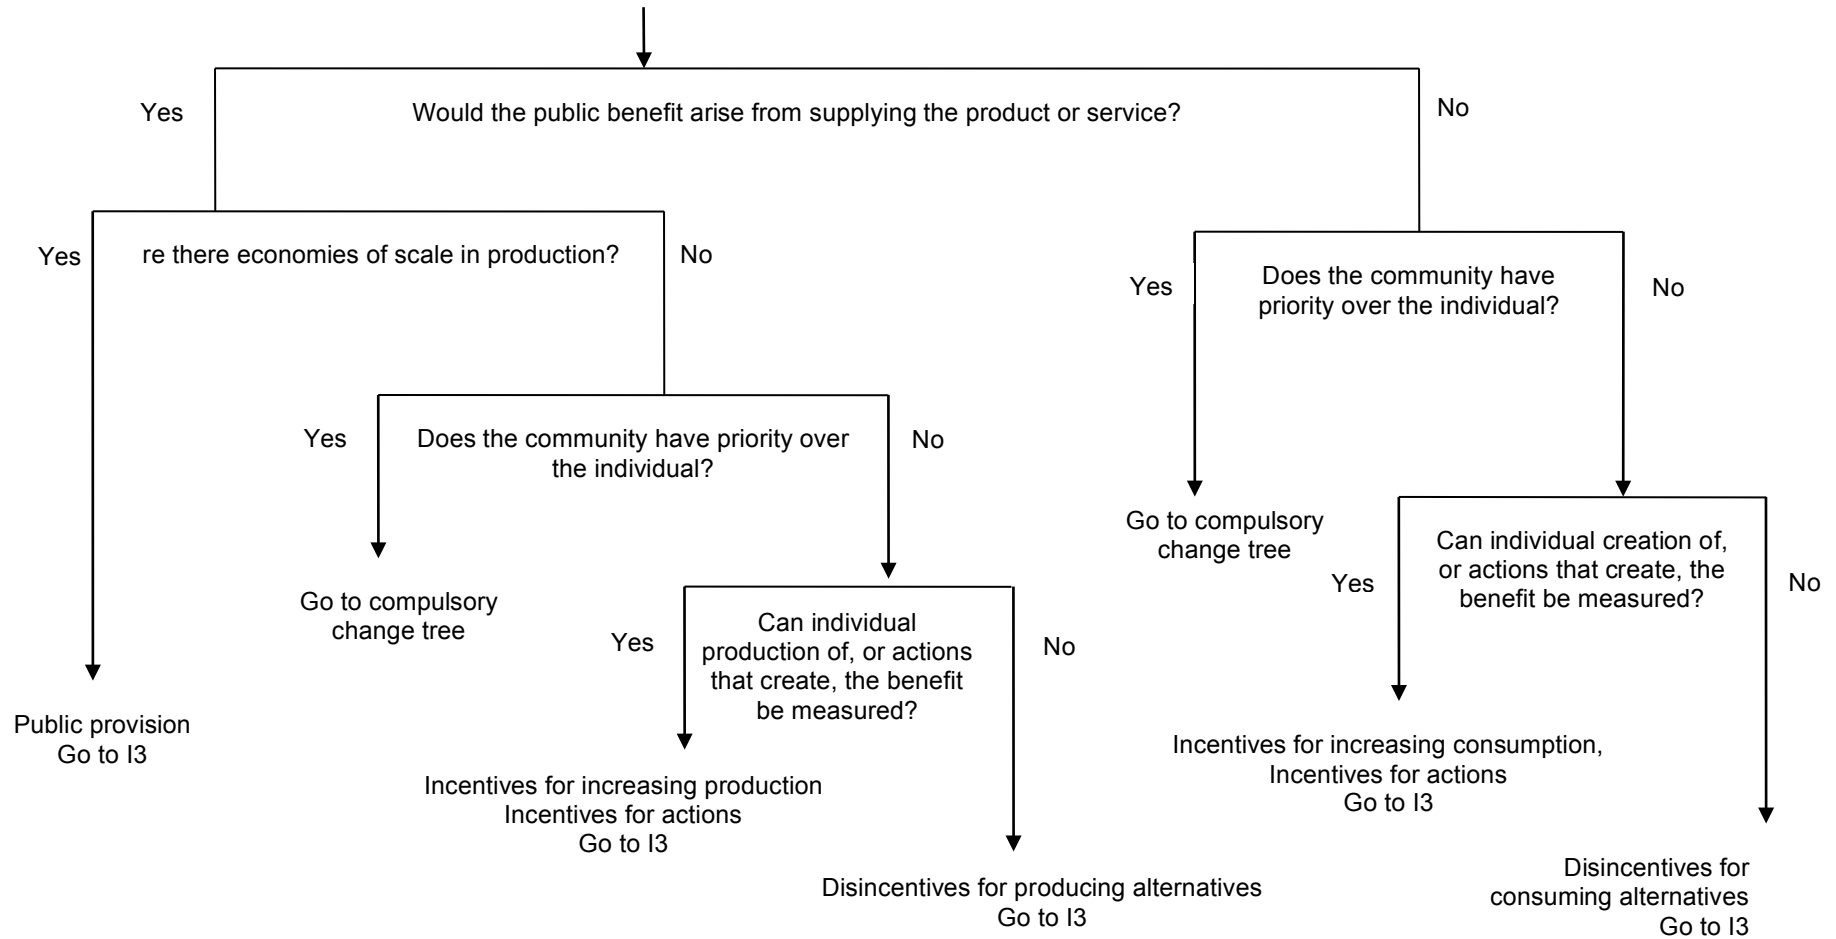 Yes
Would the public benefit arise from supplying the product or service?
No
Yes
re there economies of scale in production?
No
Yes
Does the community have
priority over the individual?
No
Yes
Does the community have priority over
the individual?
No
Go to compulsory
change tree
Yes
Can individual creation of,
or actions that create, the
benefit be measured?
No
Go to compulsory
change tree
Yes
Can individual
production of, or actions
that create, the benefit
be measured?
No
Public provision
Go to I3
Incentives for increasing consumption,
Incentives for actions
Go to I3
Incentives for increasing production
Incentives for actions
Go to I3
Disincentives for producing alternatives
Go to I3
Disincentives for
consuming alternatives
Go to I3